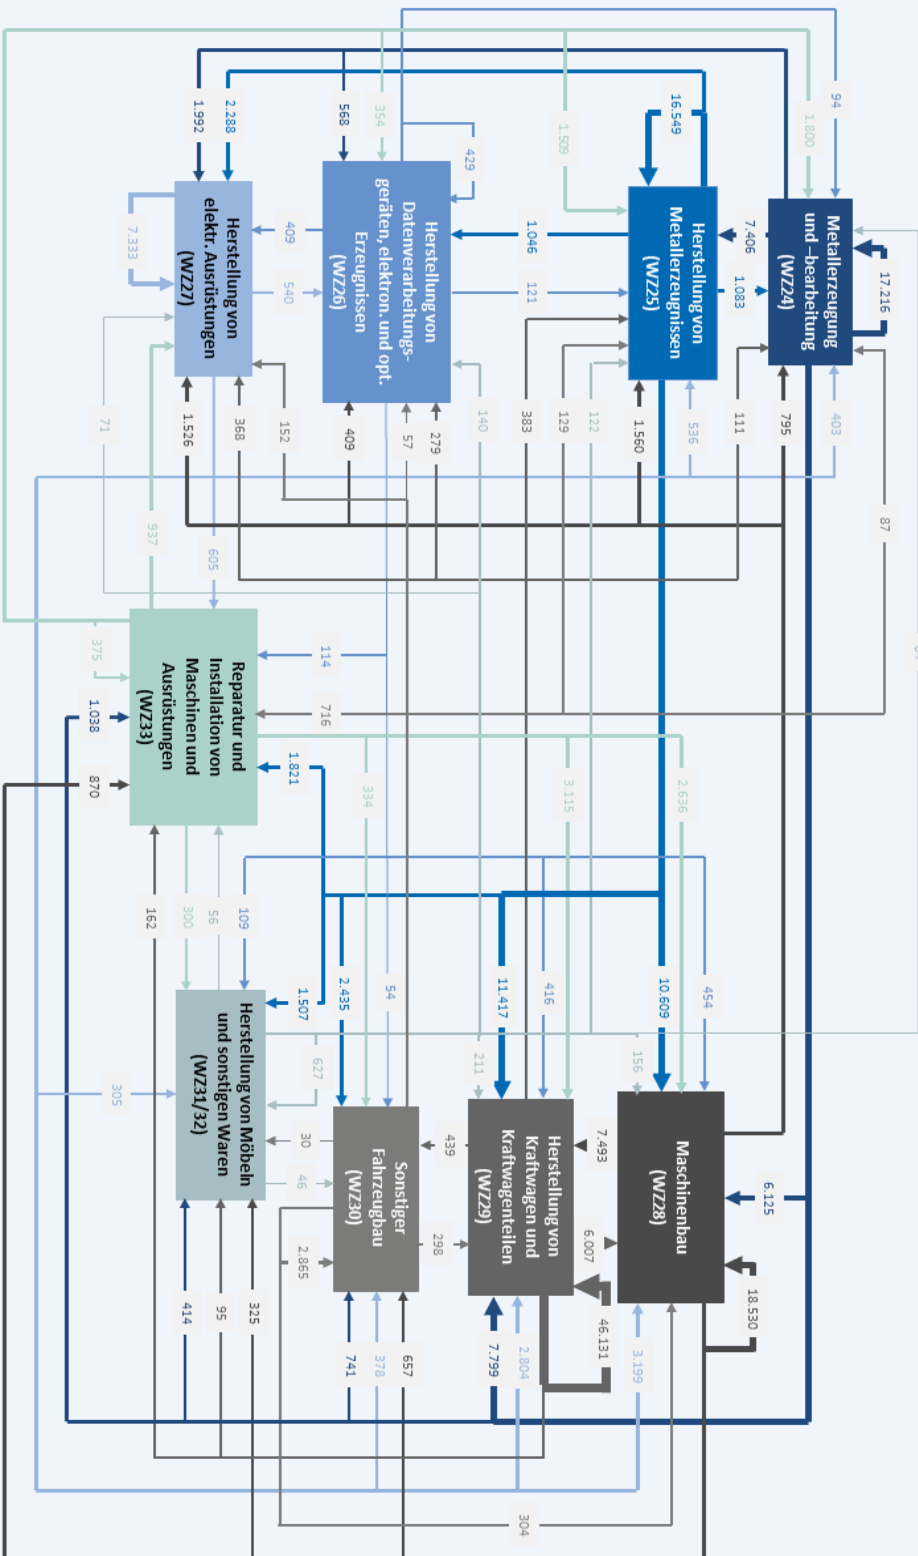 17.216
87
94
403
1.800
Metallerzeugung
und –bearbeitung
(WZ24)
795
6.125
7.406
1.083
111
18.530
454
536
2.636
16.549
Herstellung von
Metallerzeugnissen
(WZ25)
10.609
Maschinenbau
(WZ28)
1.560
156
3.199
7.493
6.007
46.131
122
1.509
129
3.115
416
Herstellung von
Kraftwagen und
Kraftwagenteilen
(WZ29)
1.046
121
383
2.804
304
11.417
7.799
140
211
429
279
439
298
Herstellung von
Datenverarbeitungs-
geräten, elektron. und opt.
Erzeugnissen
(WZ26)
57
657
Sonstiger
Fahrzeugbau
(WZ30)
54
354
378
334
568
409
2.435
741
114
716
627
409
540
152
1.821
1.507
30
46
2.865
2.288
368
109
325
Herstellung von
elektr. Ausrüstungen
(WZ27)
Reparatur und
Installation von
Maschinen und
Ausrüstungen
(WZ33)
Herstellung von Möbeln
und sonstigen Waren
(WZ31/32)
605
56
95
1.992
1.526
300
414
937
162
7.333
71
305
375
1.038
870